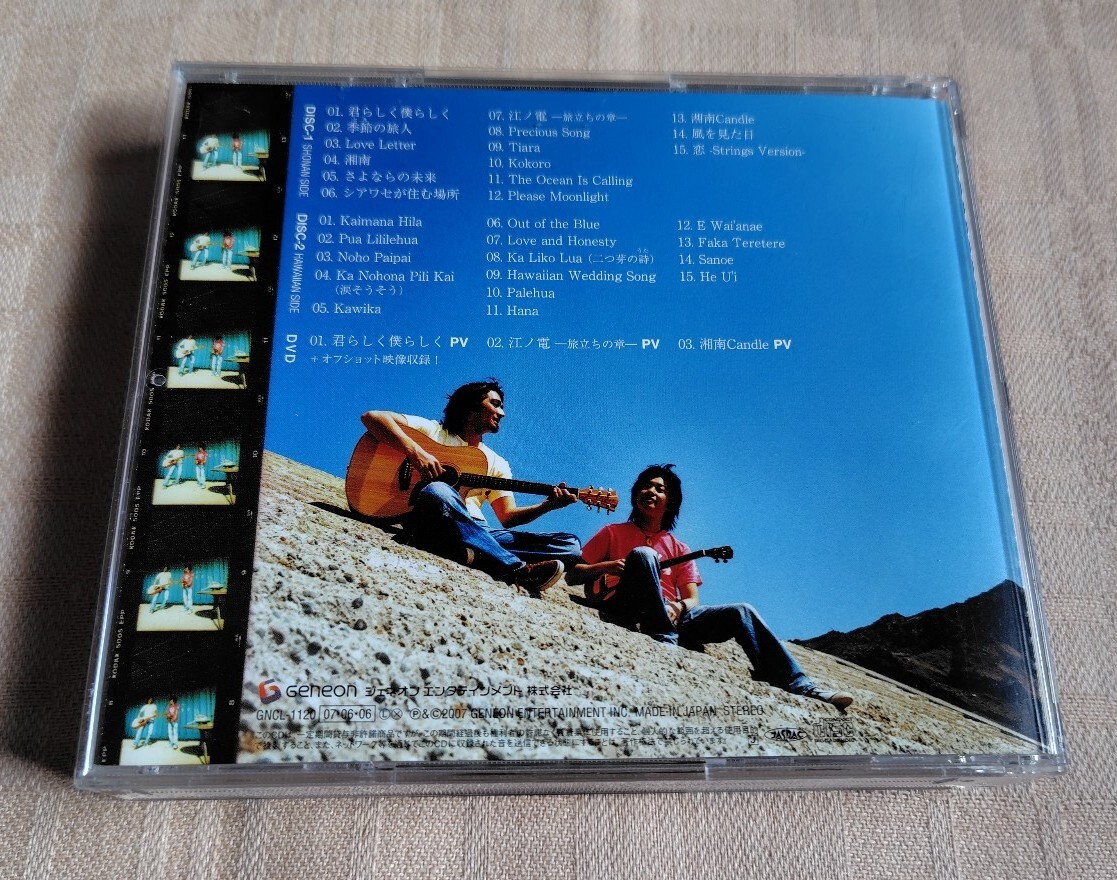 DISC-1 SHONAN SIDE
01. 君らしく僕らしく
02. 季節の旅人
03. Love Letter
04. 湘南
05. さよならの未来
06. シアワセが住む場所
07. 江ノ電 ―旅立ちの章―
08. Precious Song
09. Tiara
10. Kokoro
11. The Ocean Is Calling
12. Please Moonlight
13. 湘南Candle
14. 風を見た日
15. 恋 -Strings Version-
DISC-2 HAWAIIAN SIDE
01. Kaimana Hila
02. Pua Lililehua
03. Noho Paipai
04. Ka Nohona Pili Kai
（涙そうそう）
05. Kawika
06. Out of the Blue
07. Love and Honesty
うた
08. Ka Liko Lua（二つ芽の詩）
09. Hawaiian Wedding Song
10. Palehua
11. Hana
12. E Wai'anae
13. Faka Teretere
14. Sanoe
15. He U'i
DVD
01. 君らしく僕らしく PV
+オフショット映像収録！
02. 江ノ電 ―旅立ちの章― PV
03. 湘南Candle PV
Geneon ジェネオン エンタテインメント 株式会社
GNCL-1120 07・06・06 ℗&©2007 GENEON ENTERTAINMENT INC. MADE IN JAPAN STEREO
JASRAC
KODAK 5005 EPP